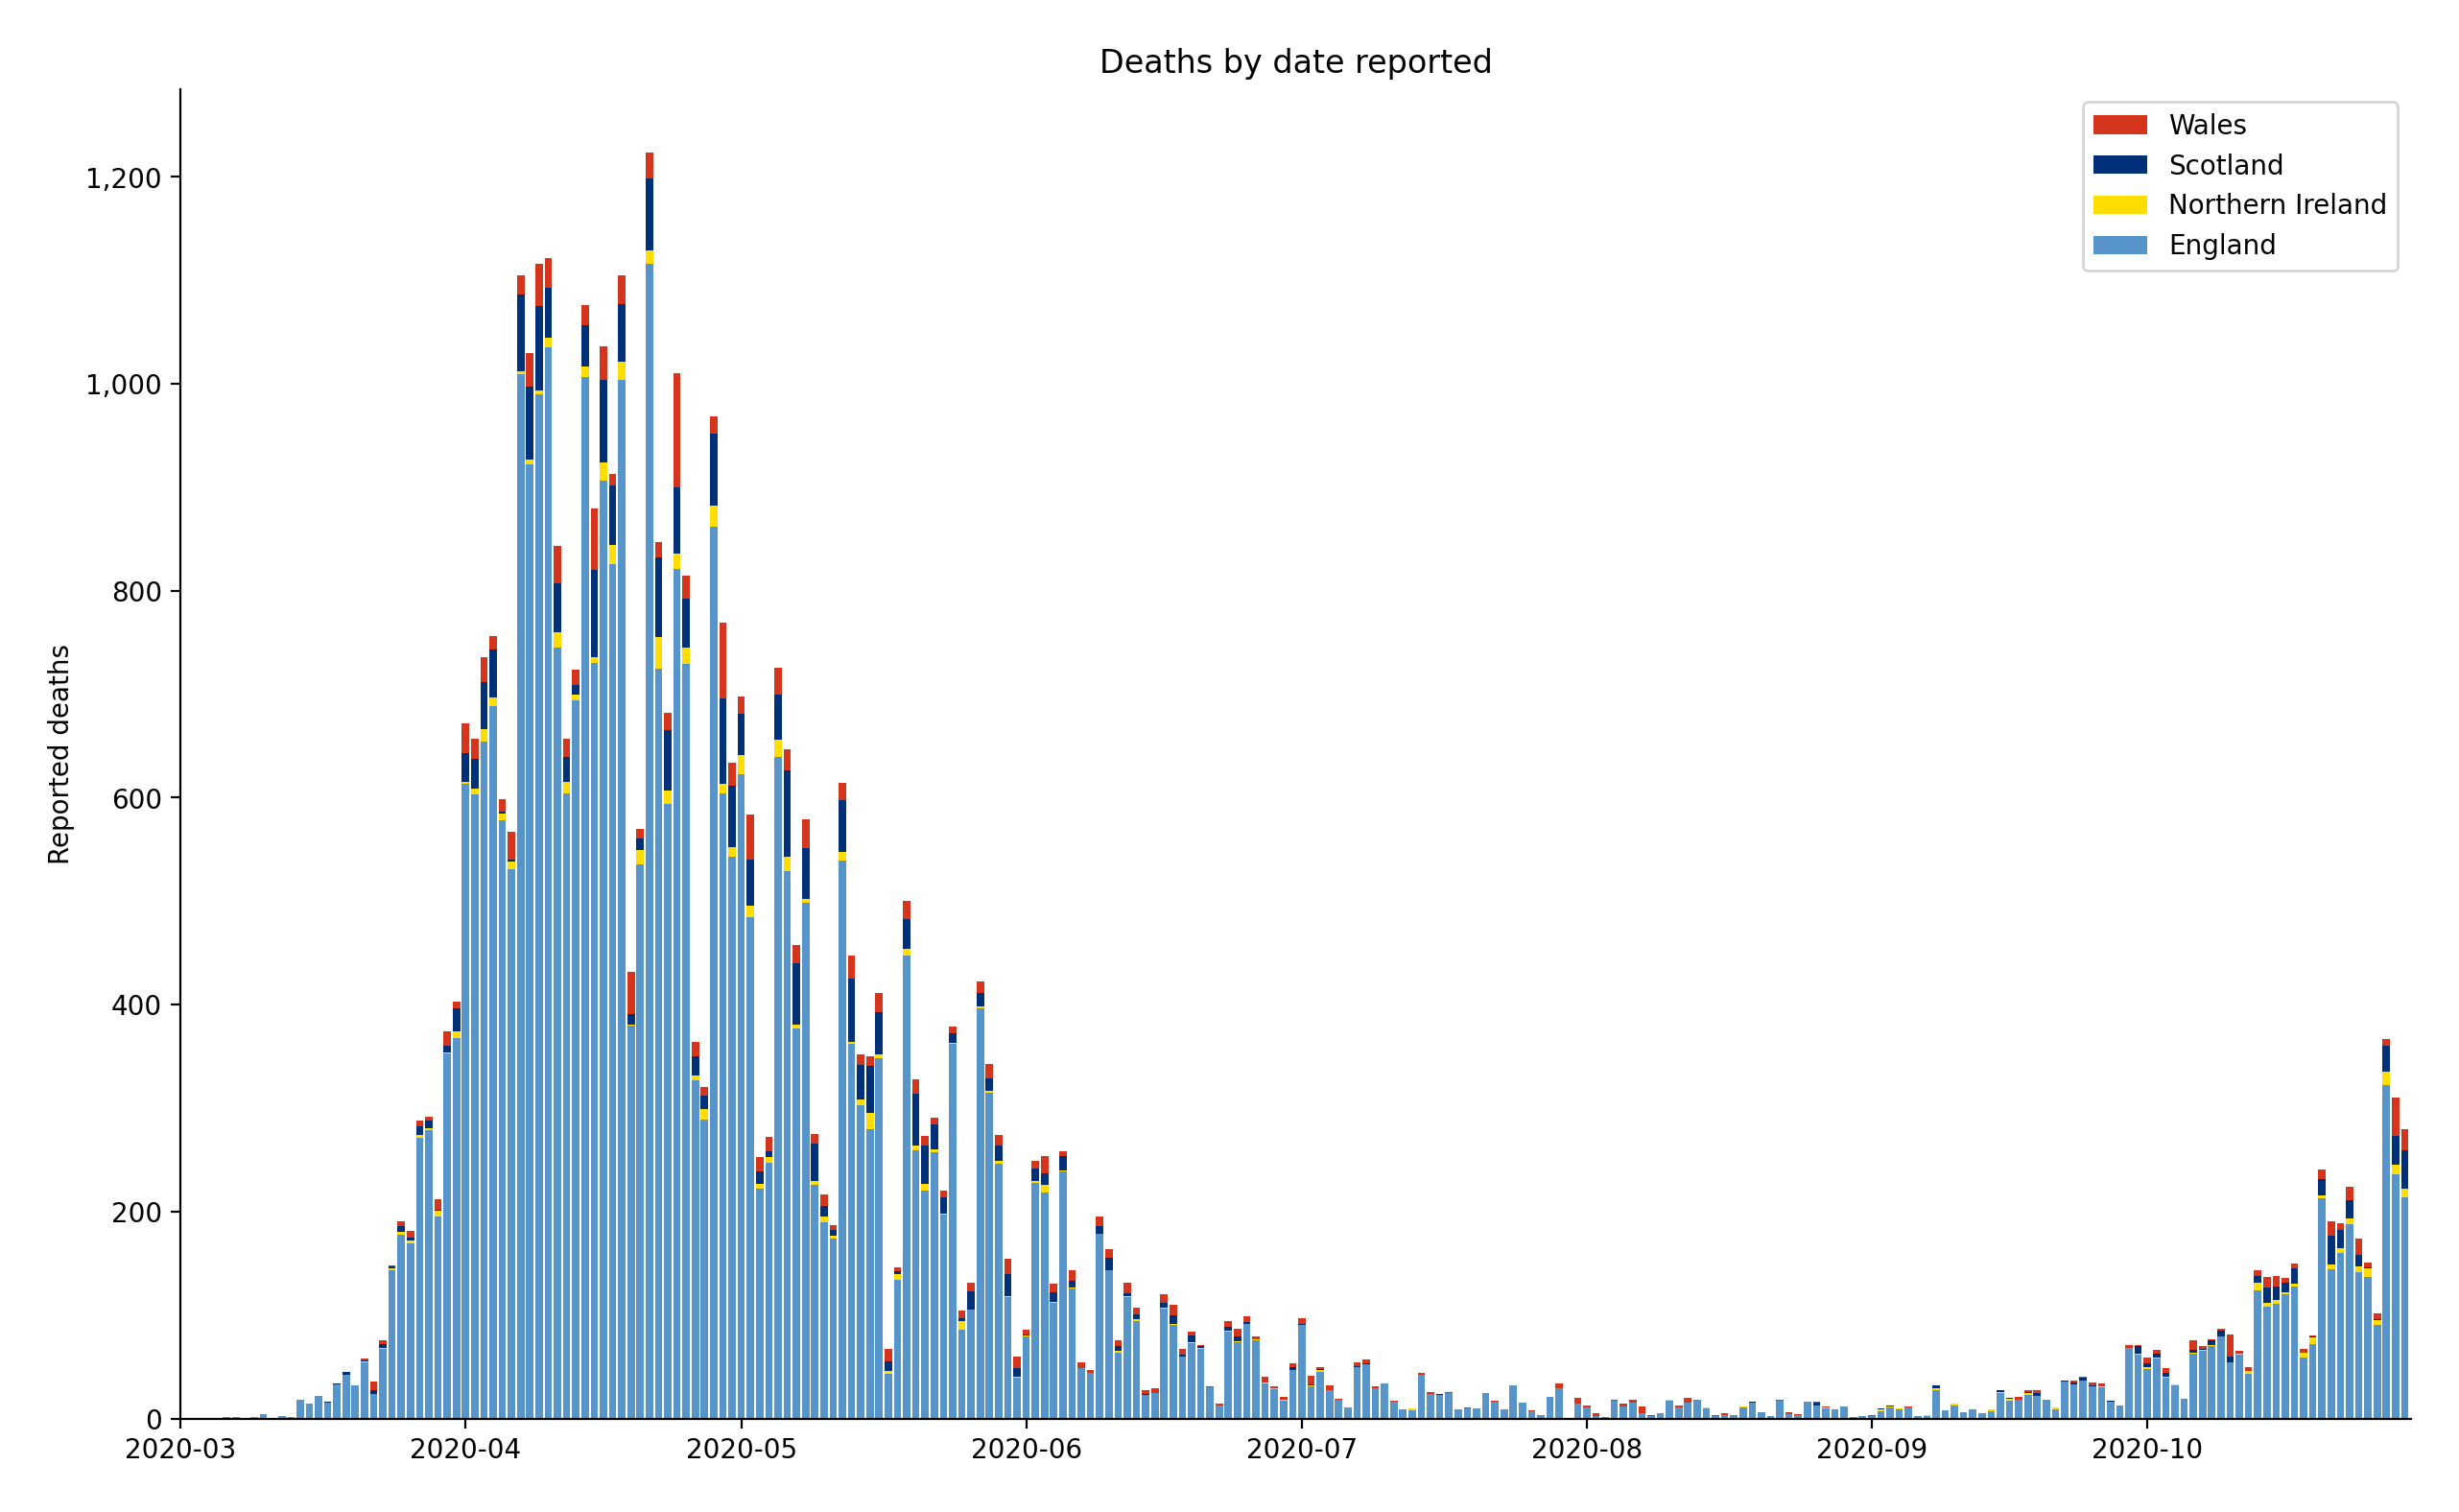 Deaths by date reported
Wales
Scotland
Northern Ireland
England
Reported deaths
1,200
1,000
800
600
400
200
0
2020-03
2020-04
2020-05
2020-06
2020-07
2020-08
2020-09
2020-10